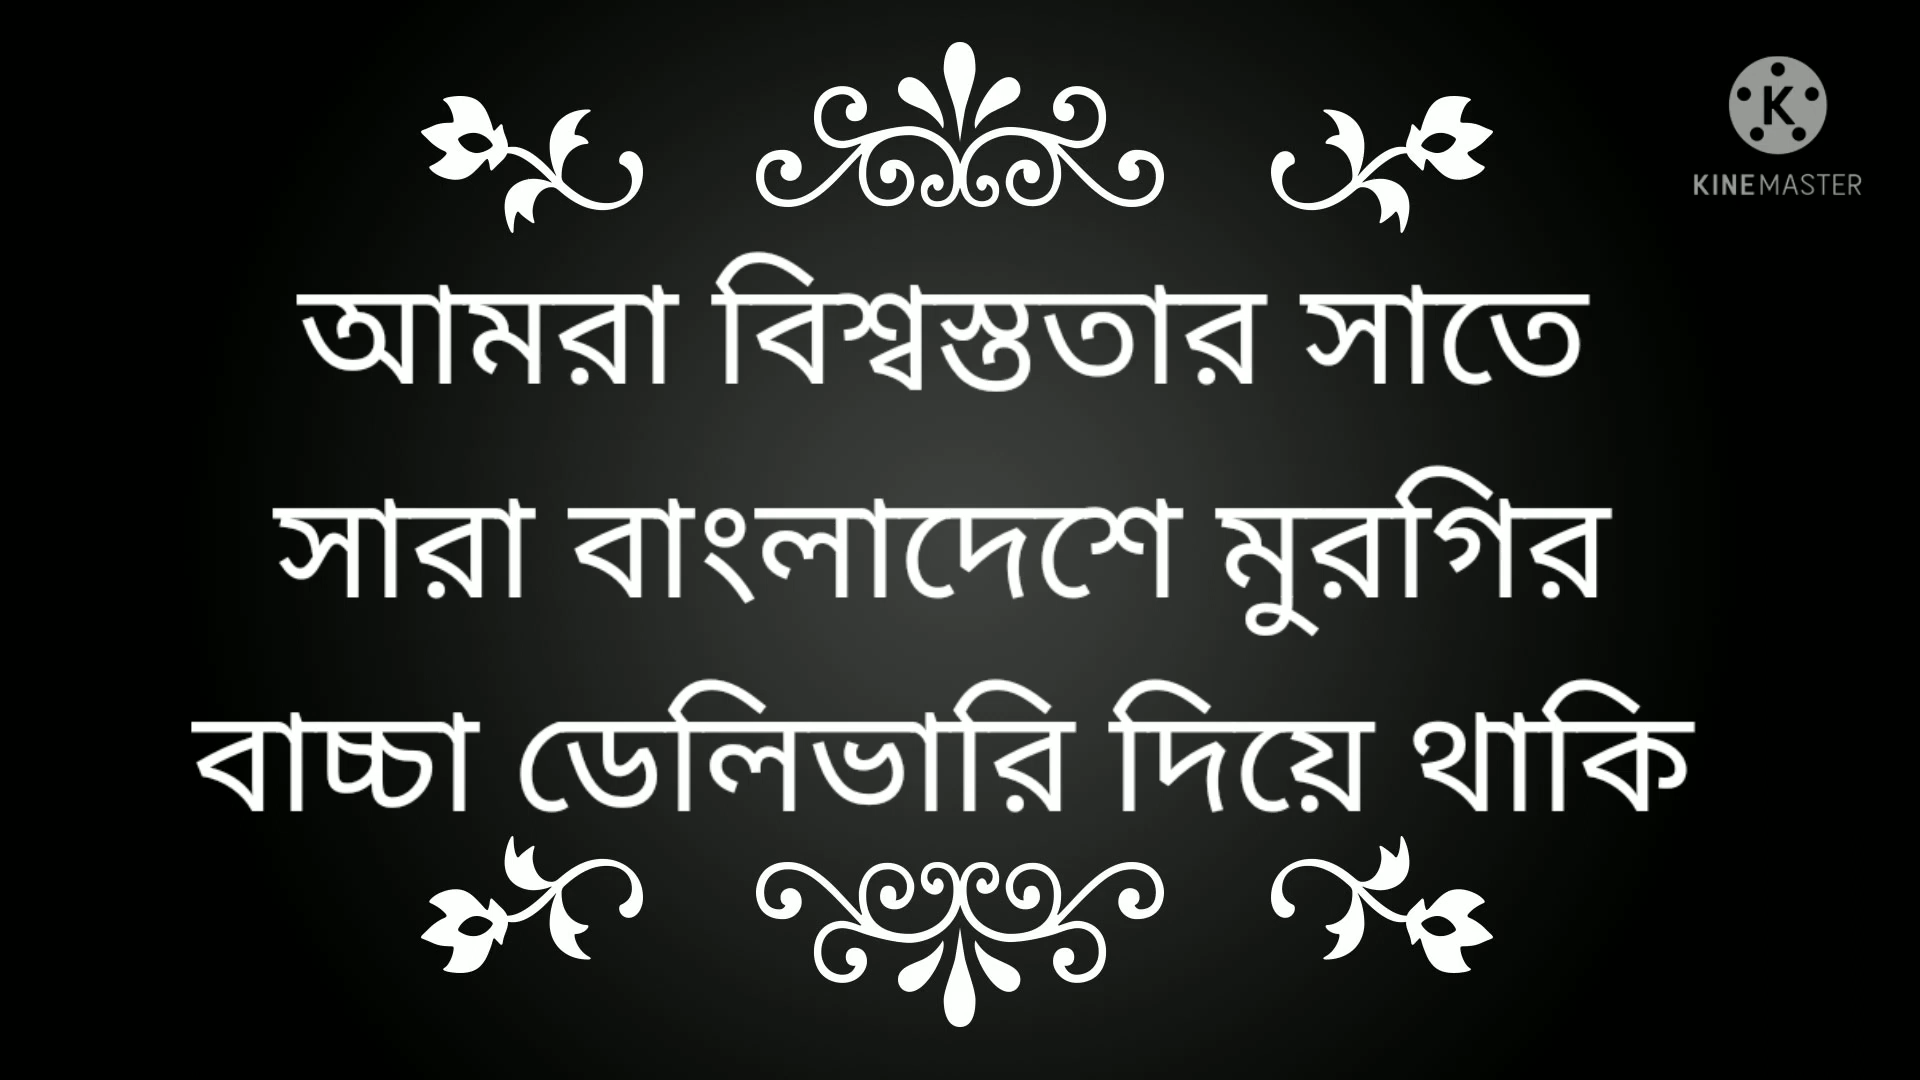 KINEMASTER
আমরা বিশ্বস্ততার সাতে
সারা বাংলাদেশে মুরগির
বাচ্চা ডেলিভারি দিয়ে থাকি